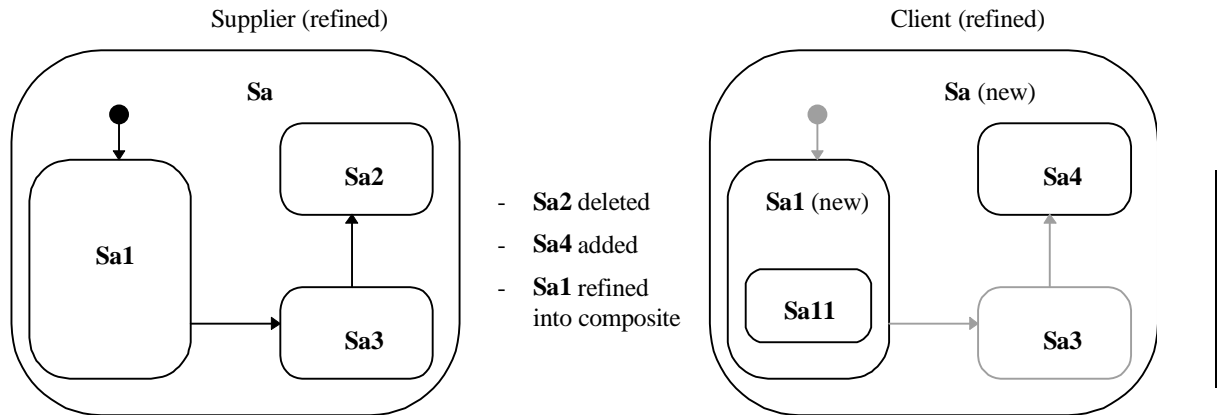 Supplier (refined)
Sa
Sa1
Sa2
Sa3
- Sa2 deleted
- Sa4 added
- Sa1 refined
into composite
Client (refined)
Sa (new)
Sa1 (new)
Sa11
Sa4
Sa3